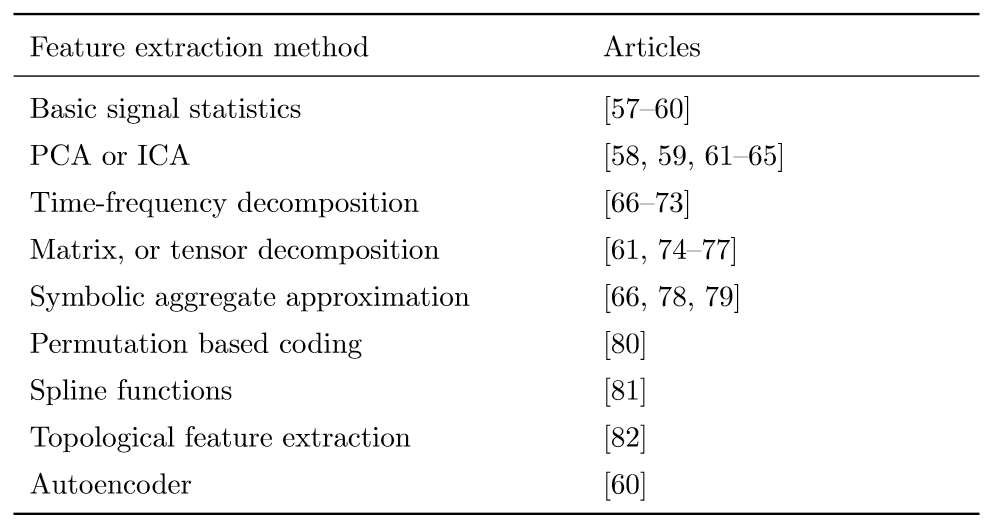 Feature extraction method Articles
Basic signal statistics [57–60]
PCA or ICA [58, 59, 61–65]
Time-frequency decomposition [66–73]
Matrix, or tensor decomposition [61, 74–77]
Symbolic aggregate approximation [66, 78, 79]
Permutation based coding [80]
Spline functions [81]
Topological feature extraction [82]
Autoencoder [60]